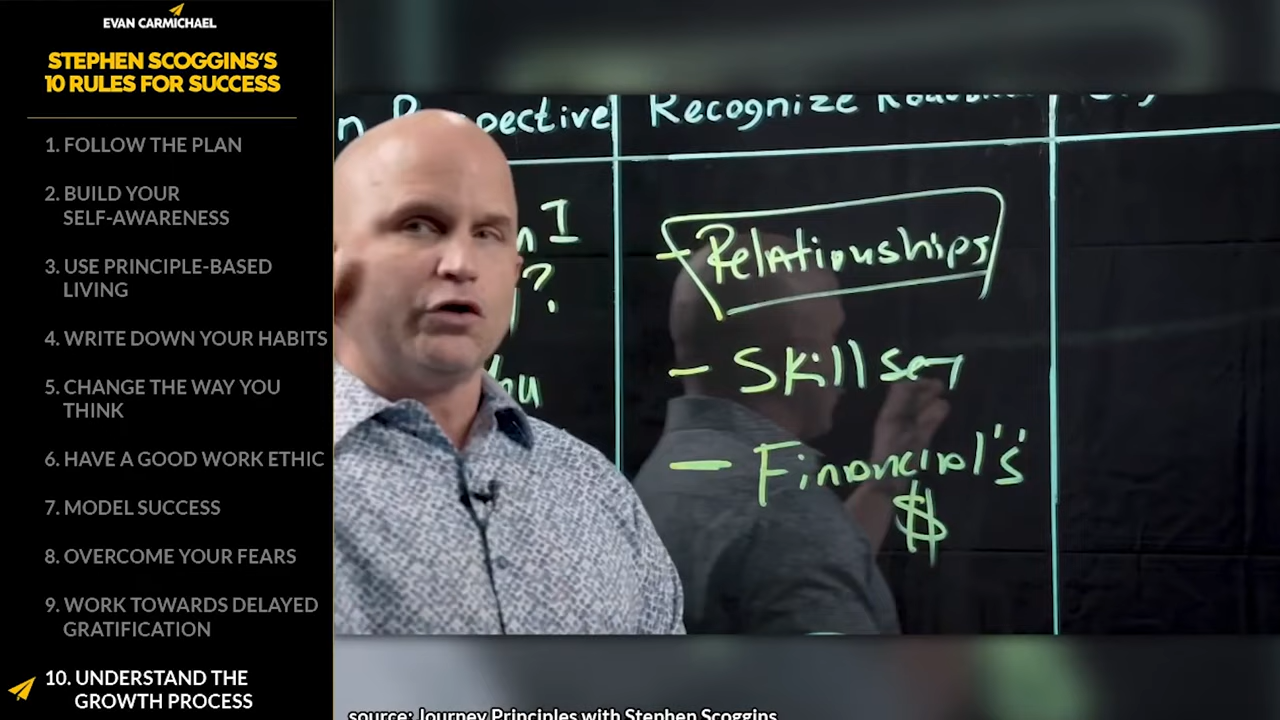 EVAN CARMICHAEL
STEPHEN SCOGGINS'S
10 RULES FOR SUCCESS
1. FOLLOW THE PLAN
2. BUILD YOUR
SELF-AWARENESS
3. USE PRINCIPLE-BASED
LIVING
4. WRITE DOWN YOUR HABITS
5. CHANGE THE WAY YOU
THINK
6. HAVE A GOOD WORK ETHIC
7. MODEL SUCCESS
8. OVERCOME YOUR FEARS
9. WORK TOWARDS DELAYED
GRATIFICATION
10. UNDERSTAND THE
GROWTH PROCESS
Recognize
I
?
- Relationships
- Skillset
- Financial's
$
source: Journey Principles with Stephen Scoggins